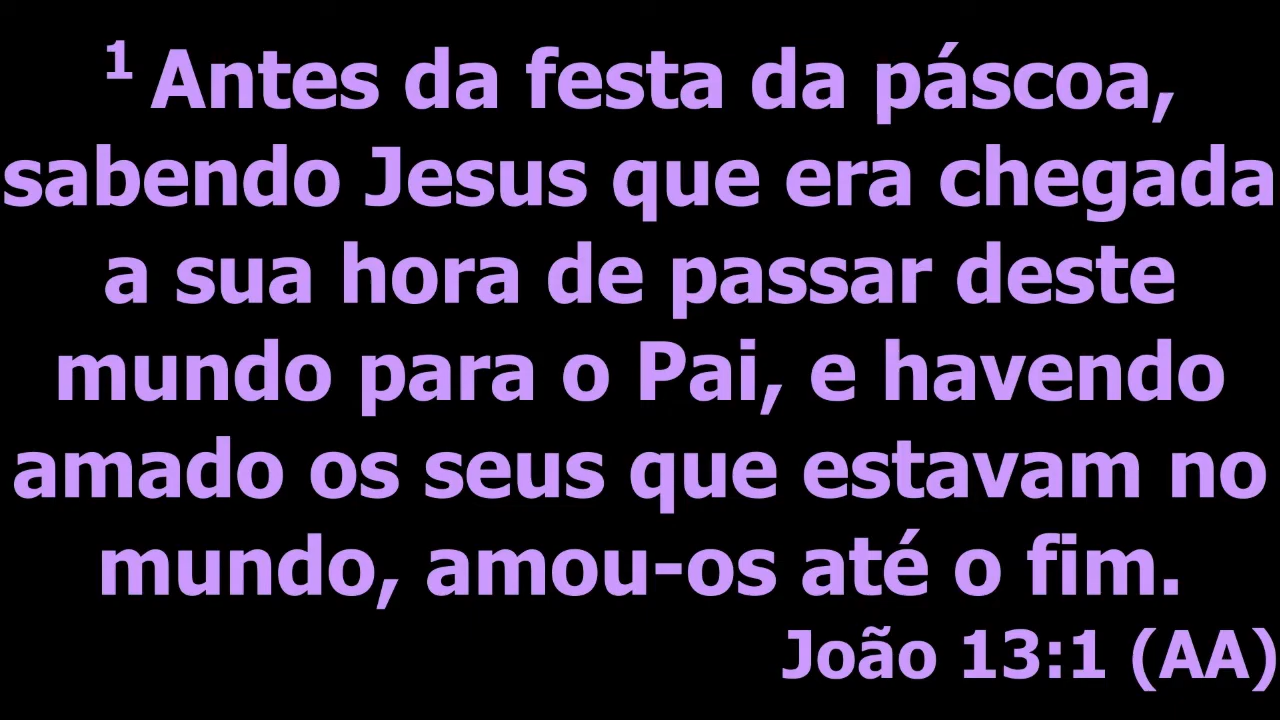 ¹ Antes da festa da páscoa,
sabendo Jesus que era chegada
a sua hora de passar deste
mundo para o Pai, e havendo
amado os seus que estavam no
mundo, amou-os até o fim.
João 13:1 (AA)